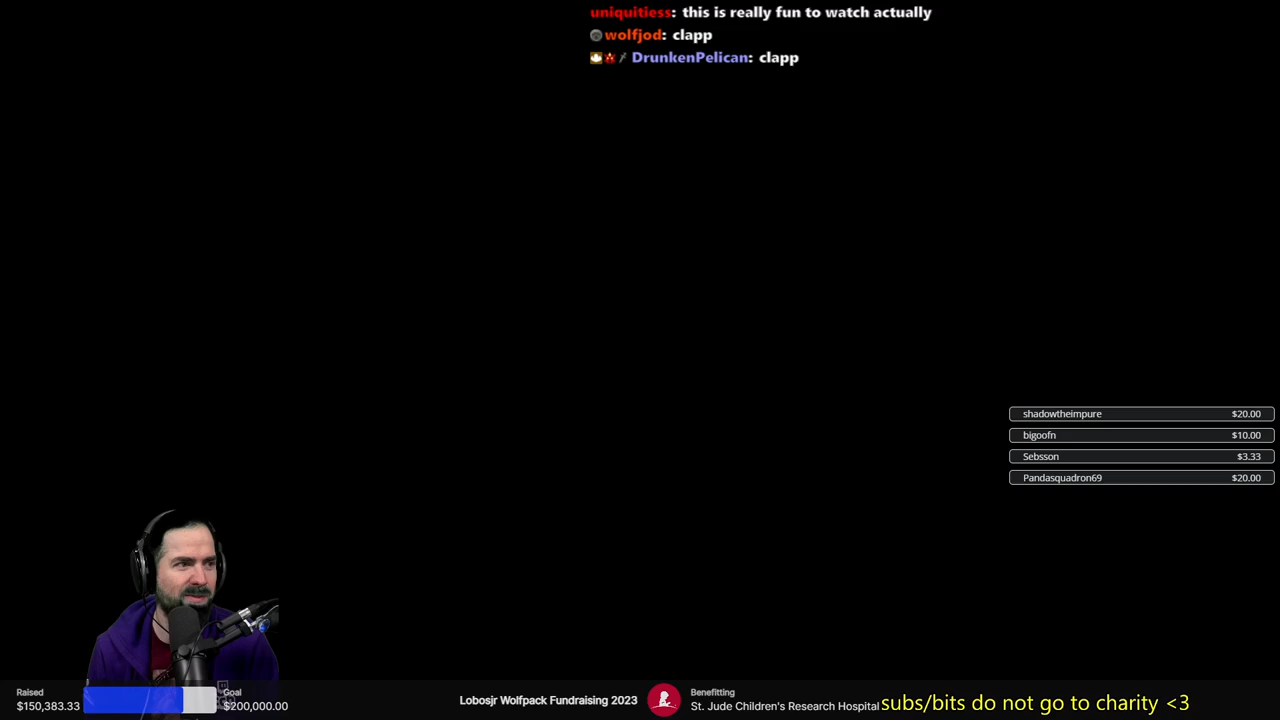 uniquitiess: this is really fun to watch actually
wolfjod: clapp
DrunkenPelican: clapp
shadowtheimpure $20.00
bigoofn $10.00
Sebsson $3.33
Pandasquadron69 $20.00
Raised Goal
$150,383.33 $200,000.00
Lobosjr Wolfpack Fundraising 2023
Benefitting
St. Jude Children's Research Hospital
subs/bits do not go to charity <3